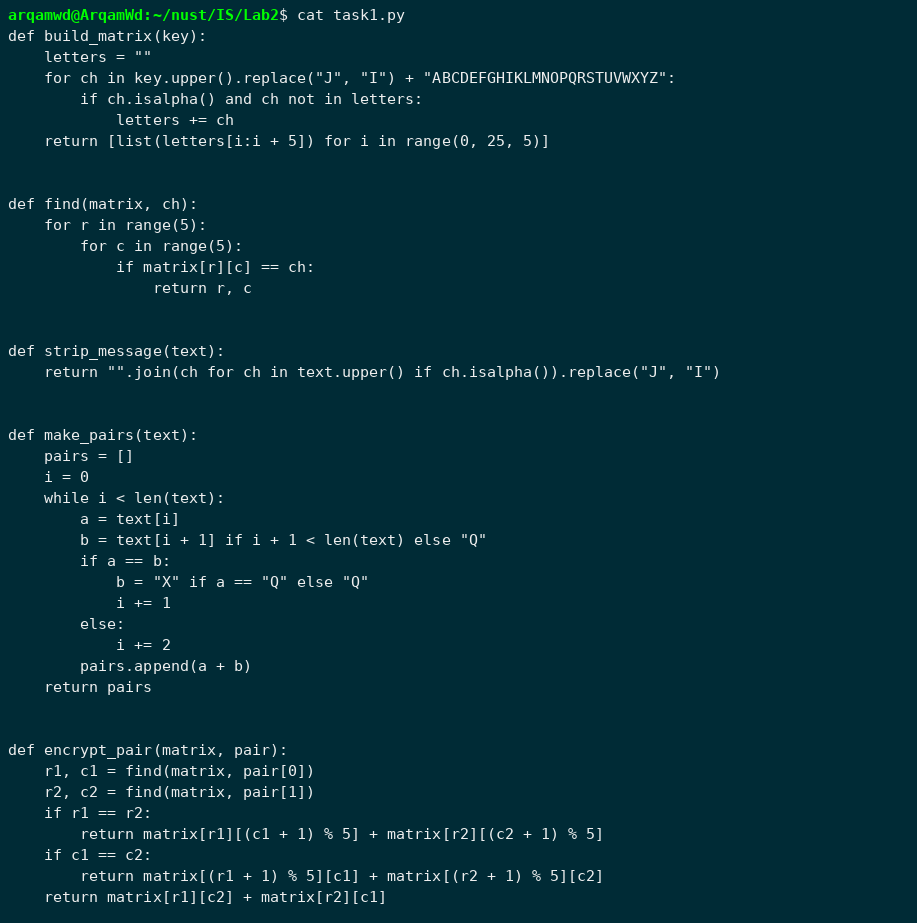 arqamwd@ArqamWd:~/nust/IS/Lab2$ cat task1.py
def build_matrix(key):
    letters = ""
    for ch in key.upper().replace("J", "I") + "ABCDEFGHIKLMNOPQRSTUVWXYZ":
        if ch.isalpha() and ch not in letters:
            letters += ch
    return [list(letters[i:i + 5]) for i in range(0, 25, 5)]


def find(matrix, ch):
    for r in range(5):
        for c in range(5):
            if matrix[r][c] == ch:
                return r, c


def strip_message(text):
    return "".join(ch for ch in text.upper() if ch.isalpha()).replace("J", "I")


def make_pairs(text):
    pairs = []
    i = 0
    while i < len(text):
        a = text[i]
        b = text[i + 1] if i + 1 < len(text) else "Q"
        if a == b:
            b = "X" if a == "Q" else "Q"
            i += 1
        else:
            i += 2
        pairs.append(a + b)
    return pairs


def encrypt_pair(matrix, pair):
    r1, c1 = find(matrix, pair[0])
    r2, c2 = find(matrix, pair[1])
    if r1 == r2:
        return matrix[r1][(c1 + 1) % 5] + matrix[r2][(c2 + 1) % 5]
    if c1 == c2:
        return matrix[(r1 + 1) % 5][c1] + matrix[(r2 + 1) % 5][c2]
    return matrix[r1][c2] + matrix[r2][c1]